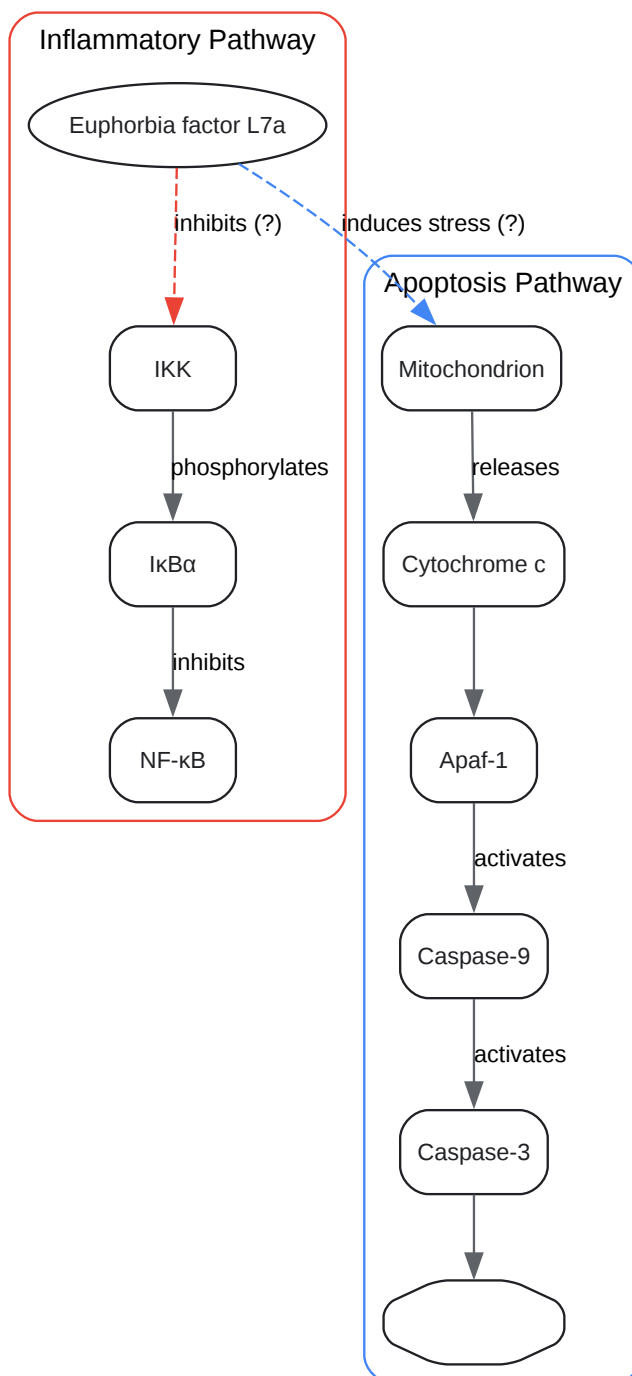 Inflammatory Pathway
Euphorbia factor L7a
inhibits (?)
induces stress (?)
Apoptosis Pathway
IKK
Mitochondrion
phosphorylates
releases
IκBα
Cytochrome c
inhibits
NF-κB
Apaf-1
activates
Caspase-9
activates
Caspase-3